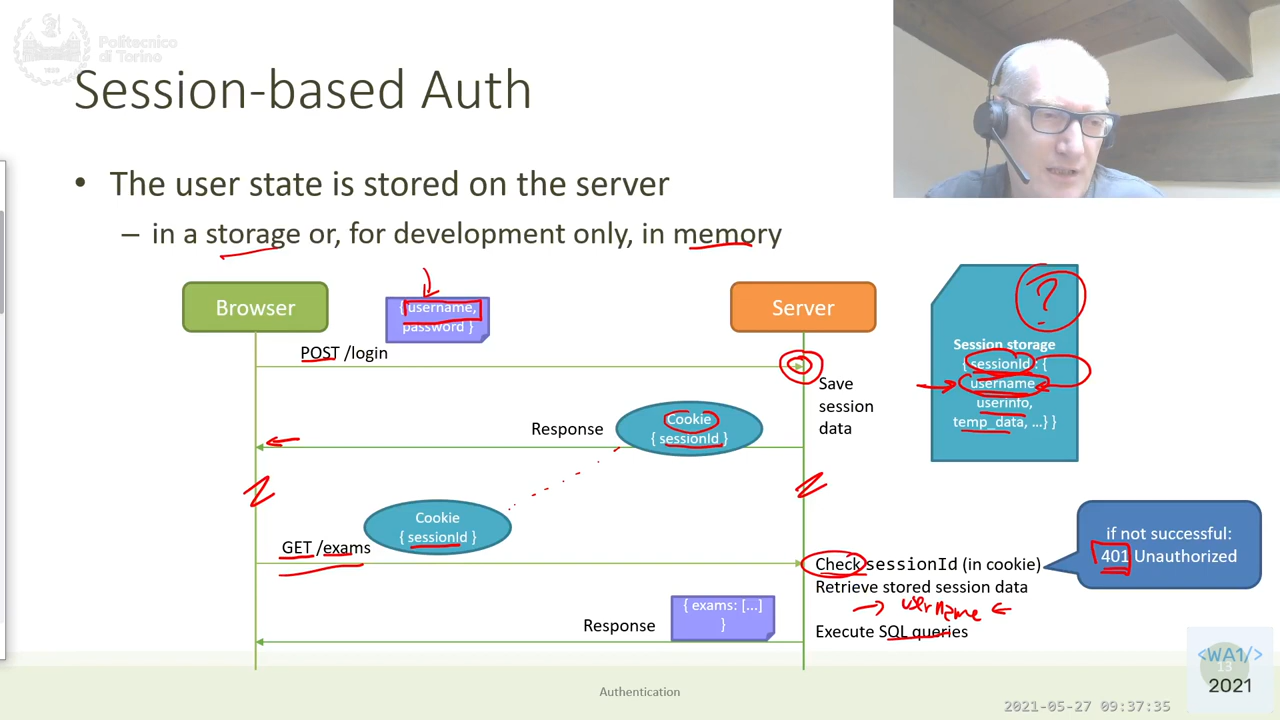 Politecnico
di Torino
Session-based Auth
• The user state is stored on the server
– in a storage or, for development only, in memory
Browser
{ username,
password }
Server
?
Session storage
{ sessionId : {
username,
userinfo,
temp_data, ...} }
POST /login
Save
session
data
Response
Cookie
{ sessionId }
Cookie
{ sessionId }
GET /exams
Check sessionId (in cookie)
Retrieve stored session data
username
Execute SQL queries
if not successful:
401 Unauthorized
{ exams: [...]
}
Response
<WA1/>
13
2021
Authentication
2021-05-27 09:37:35